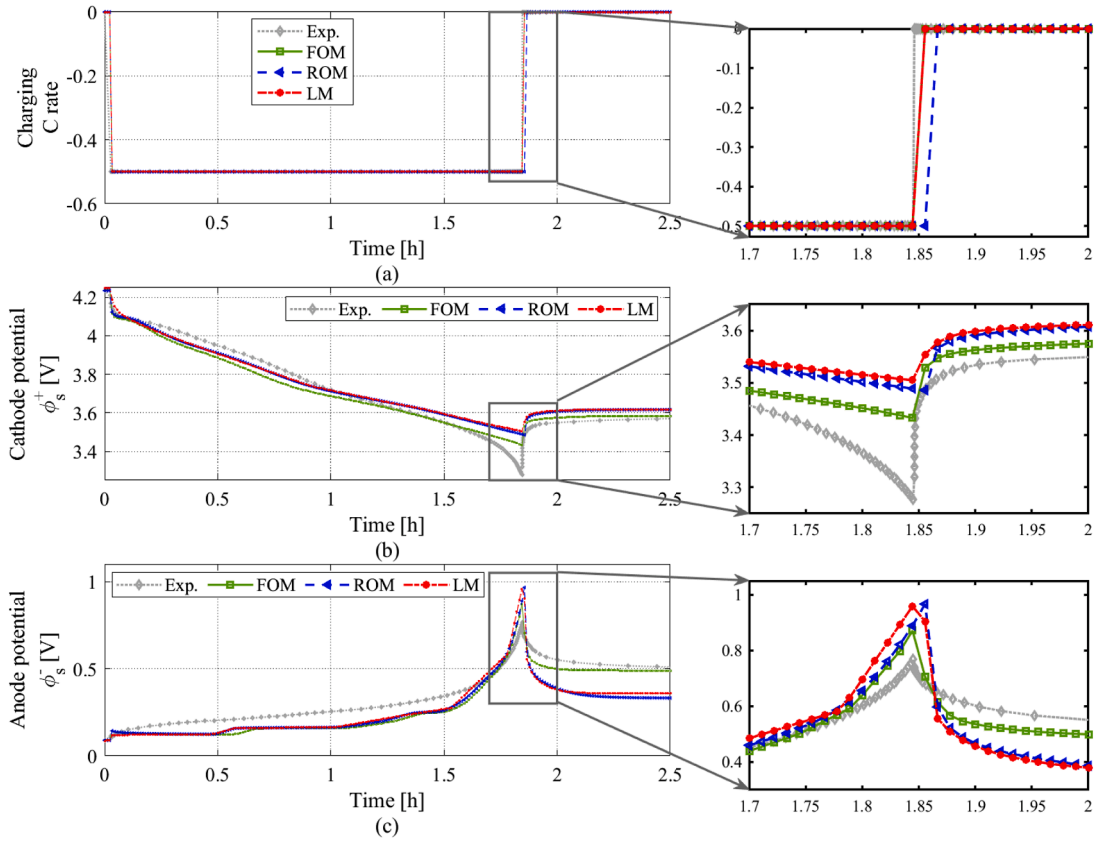 0
-0.2
-0.4
-0.6
Charging
C rate
Exp.
FOM
ROM
LM
0 0.5 1 1.5 2 2.5
Time [h]
(a)
0
-0.1
-0.2
-0.3
-0.4
-0.5
1.7 1.75 1.8 1.85 1.9 1.95 2
4.2
4
3.8
3.6
3.4
Cathode potential
ϕs+ [V]
Exp. FOM ROM LM
0 0.5 1 1.5 2 2.5
Time [h]
(b)
3.6
3.5
3.4
3.3
1.7 1.75 1.8 1.85 1.9 1.95 2
1
0.5
0
Anode potential
ϕs- [V]
Exp. FOM ROM LM
0 0.5 1 1.5 2 2.5
Time [h]
(c)
1
0.8
0.6
0.4
1.7 1.75 1.8 1.85 1.9 1.95 2